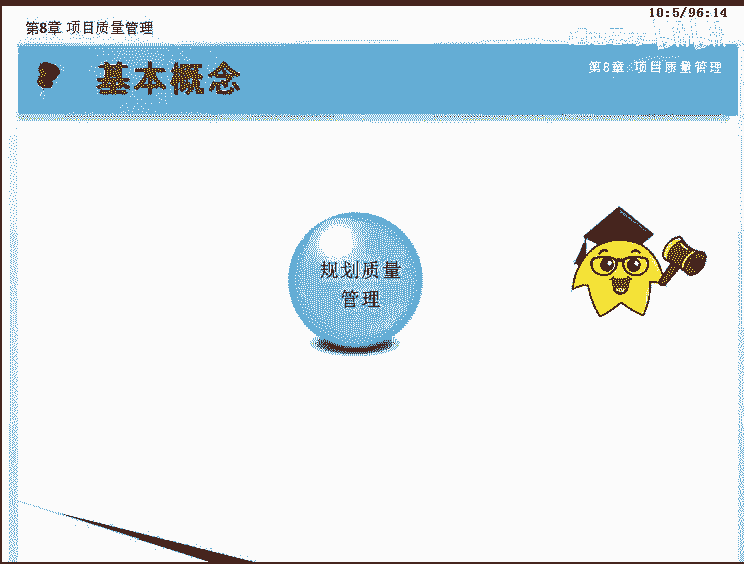 10:5/96:14
第8章 项目质量管理
基本概念
第8章 项目质量管理
规划质量
管理